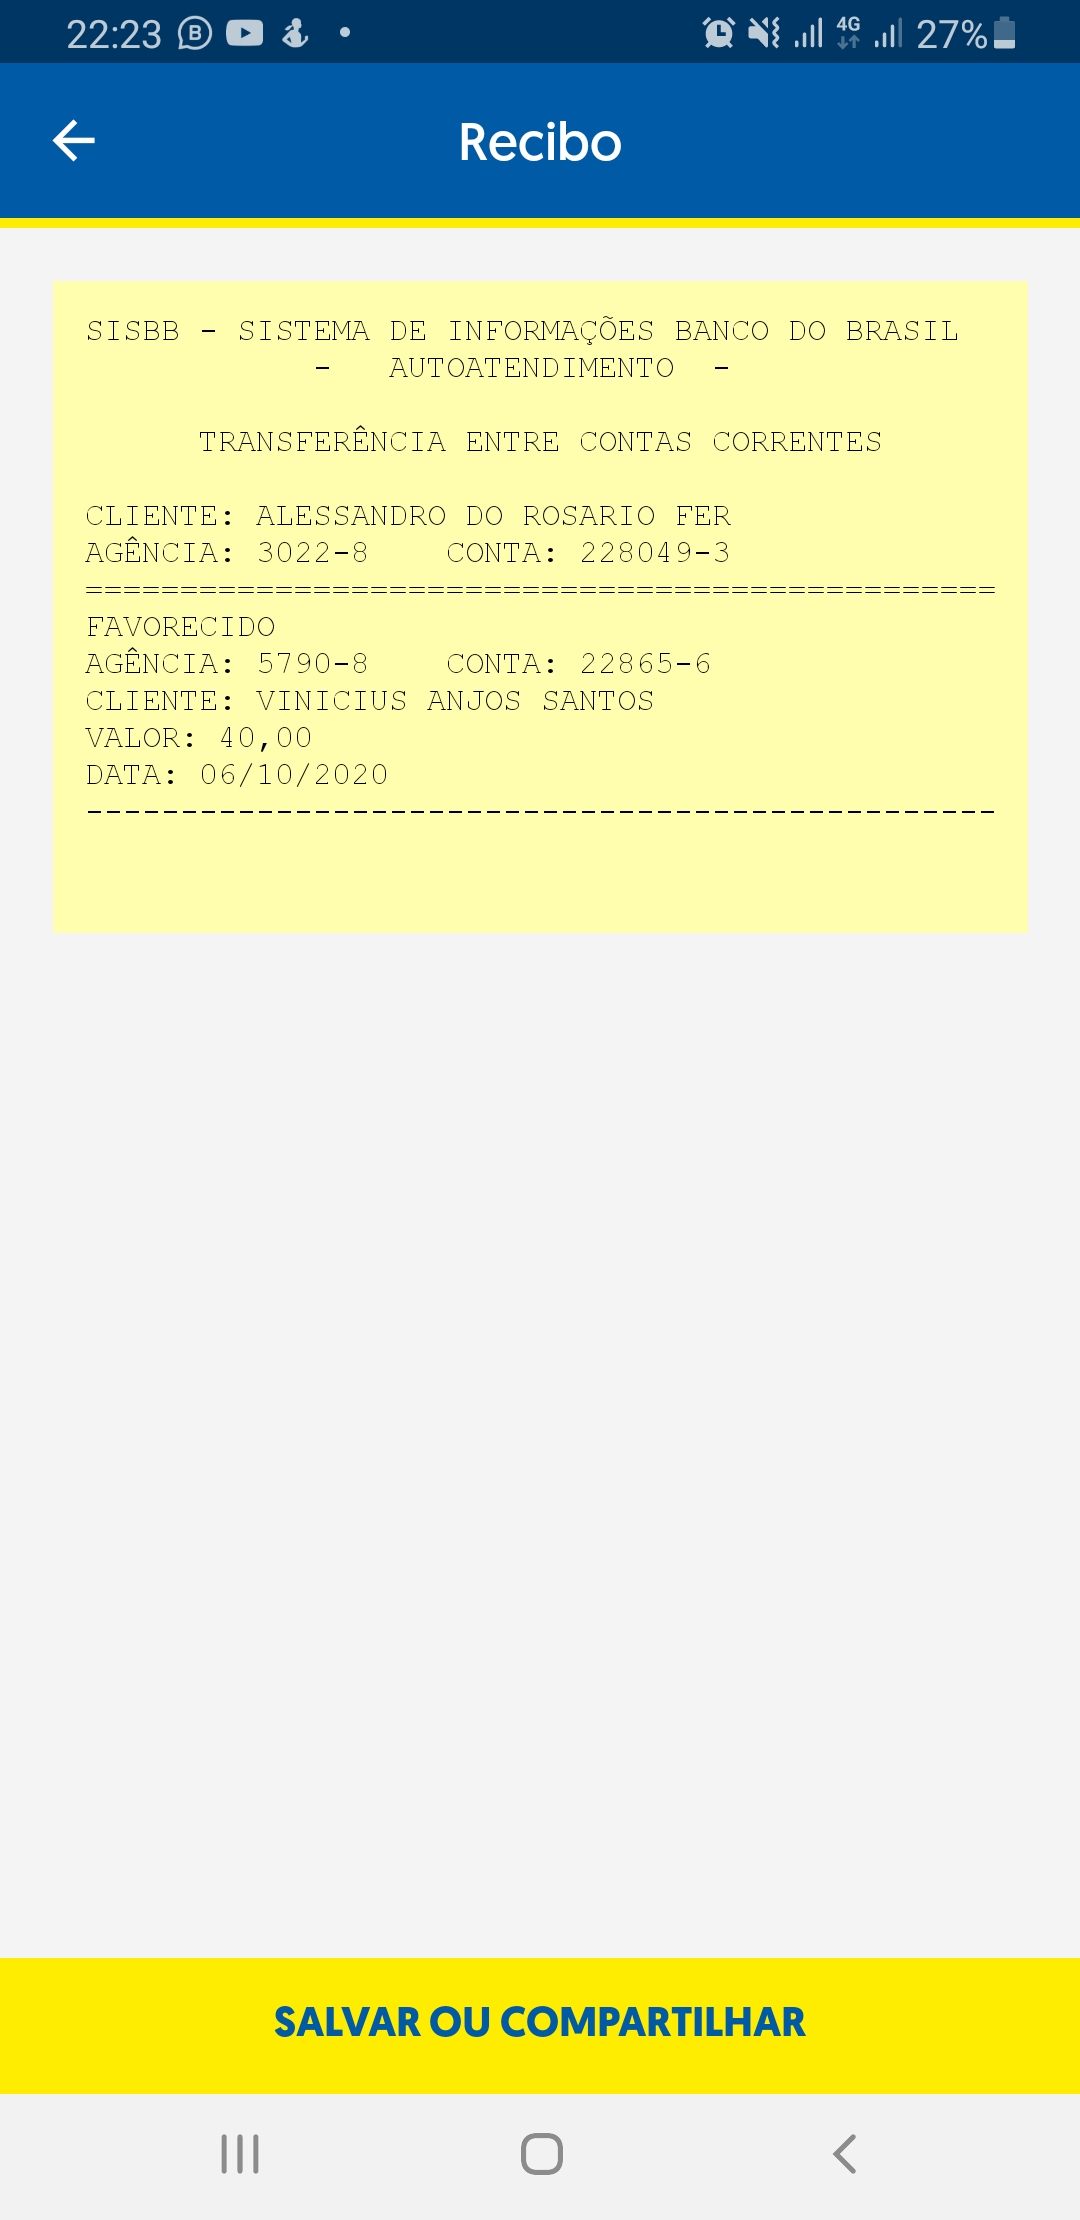 22:23 4G 27%
Recibo
SISBB - SISTEMA DE INFORMAÇÕES BANCO DO BRASIL
- AUTOATENDIMENTO -
TRANSFERÊNCIA ENTRE CONTAS CORRENTES
CLIENTE: ALESSANDRO DO ROSARIO FER
AGÊNCIA: 3022-8 CONTA: 228049-3
================================================
FAVORECIDO
AGÊNCIA: 5790-8 CONTA: 22865-6
CLIENTE: VINICIUS ANJOS SANTOS
VALOR: 40,00
DATA: 06/10/2020
------------------------------------------------
SALVAR OU COMPARTILHAR